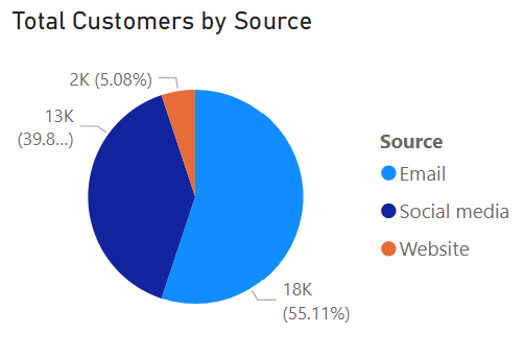 Total Customers by Source
2K (5.08%)
13K
(39.8...)
Source
Email
Social media
Website
18K
(55.11%)